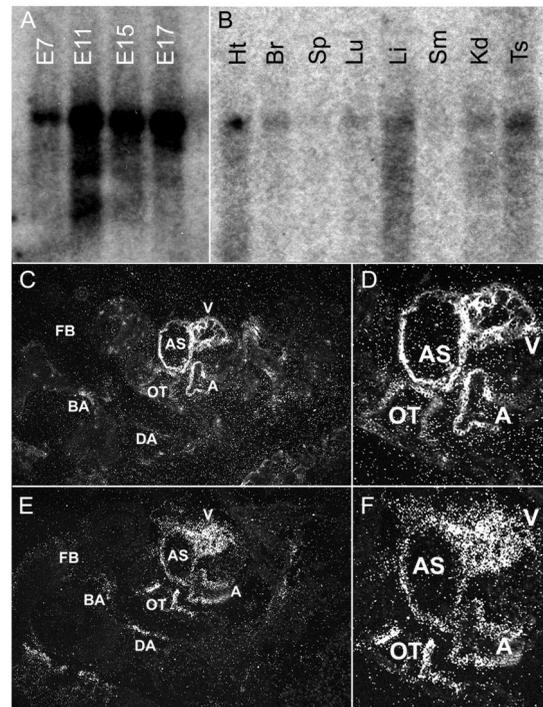 A
E7 E11 E15 E17
B
Ht Br Sp Lu Li Sm Kd Ts
C
V
FB
AS
BA
OT
A
DA
D
AS
V
OT
A
E
V
FB
AS
BA
OT
A
DA
F
V
AS
OT
A